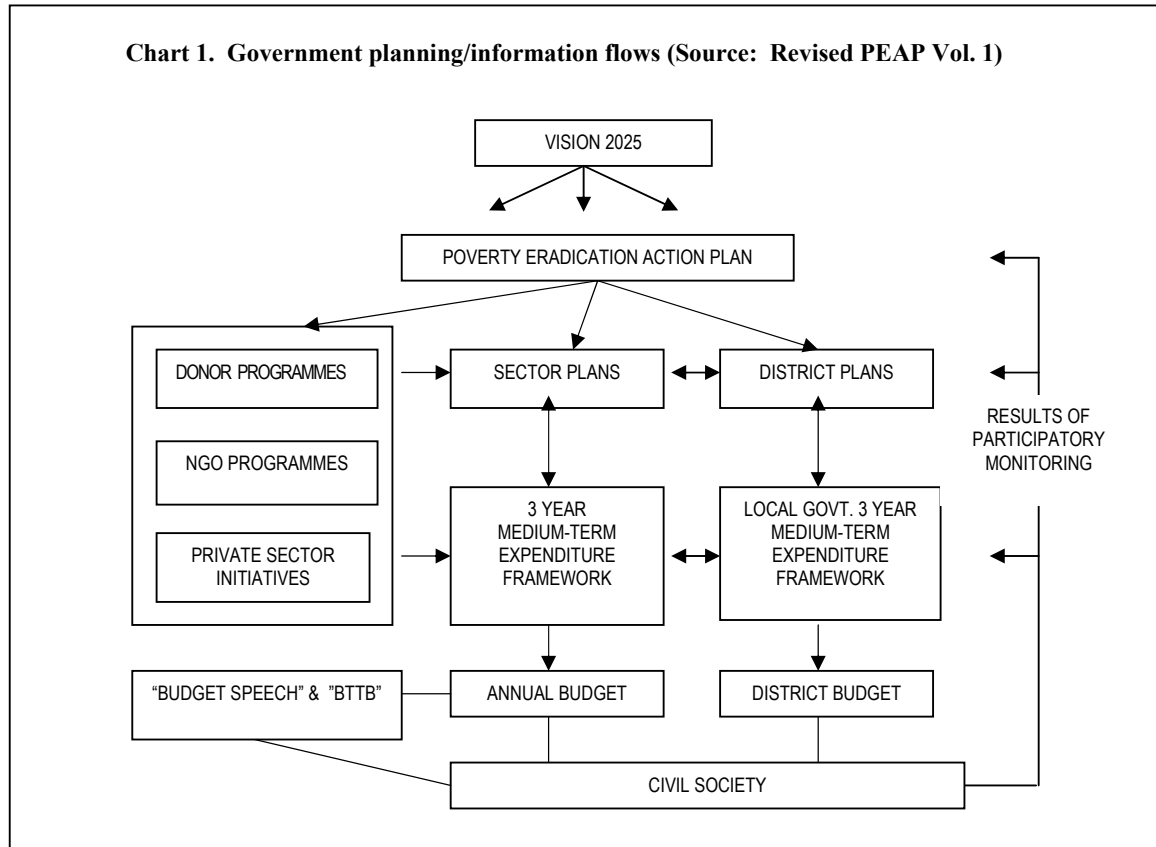 Chart 1. Government planning/information flows (Source: Revised PEAP Vol. 1)
VISION 2025
POVERTY ERADICATION ACTION PLAN
DONOR PROGRAMMES
SECTOR PLANS
DISTRICT PLANS
RESULTS OF
PARTICIPATORY
MONITORING
NGO PROGRAMMES
PRIVATE SECTOR
INITIATIVES
3 YEAR
MEDIUM-TERM
EXPENDITURE
FRAMEWORK
LOCAL GOVT. 3 YEAR
MEDIUM-TERM
EXPENDITURE
FRAMEWORK
“BUDGET SPEECH” & ”BTTB”
ANNUAL BUDGET
DISTRICT BUDGET
CIVIL SOCIETY